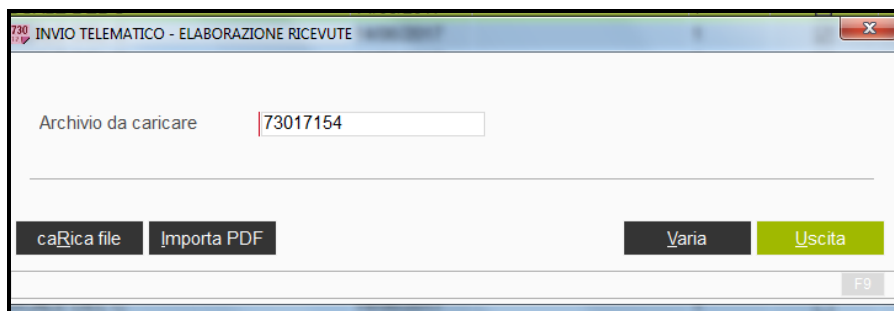 730 INVIO TELEMATICO - ELABORAZIONE RICEVUTE
Archivio da caricare 73017154
caRica file Importa PDF Varia Uscita
F9